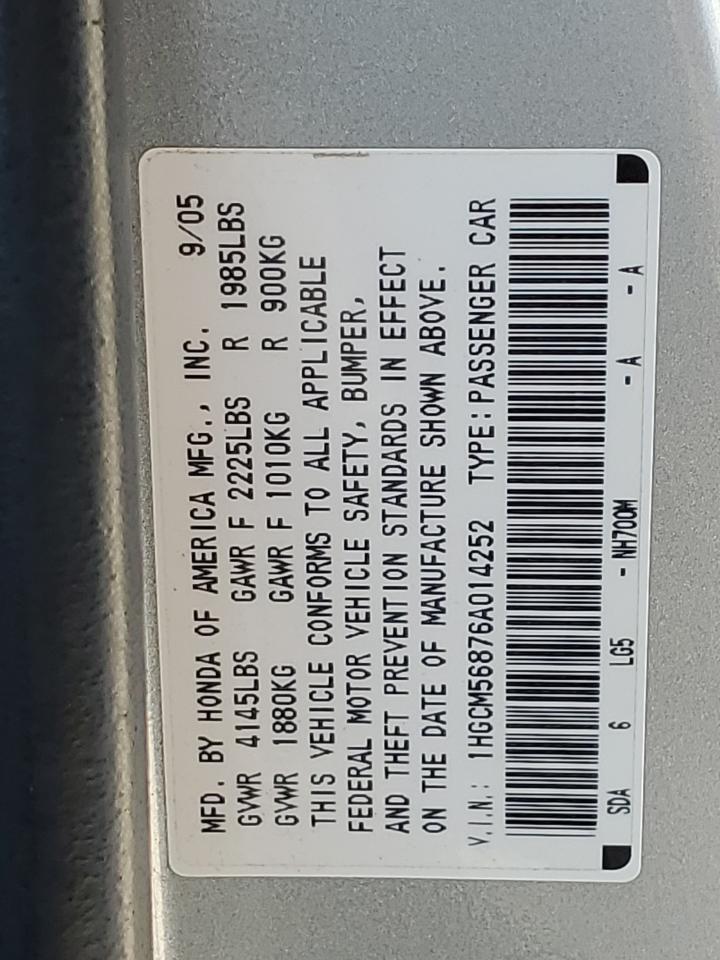 MFD. BY HONDA OF AMERICA MFG., INC. 9/05
GVWR 4145LBS GAWR F 2225LBS R 1985LBS
GVWR 1880KG GAWR F 1010KG R 900KG
THIS VEHICLE CONFORMS TO ALL APPLICABLE
FEDERAL MOTOR VEHICLE SAFETY, BUMPER,
AND THEFT PREVENTION STANDARDS IN EFFECT
ON THE DATE OF MANUFACTURE SHOWN ABOVE.
V.I.N.: 1HGCM56876A014252 TYPE: PASSENGER CAR
SDA 6 LG5 - NH700M - A - A